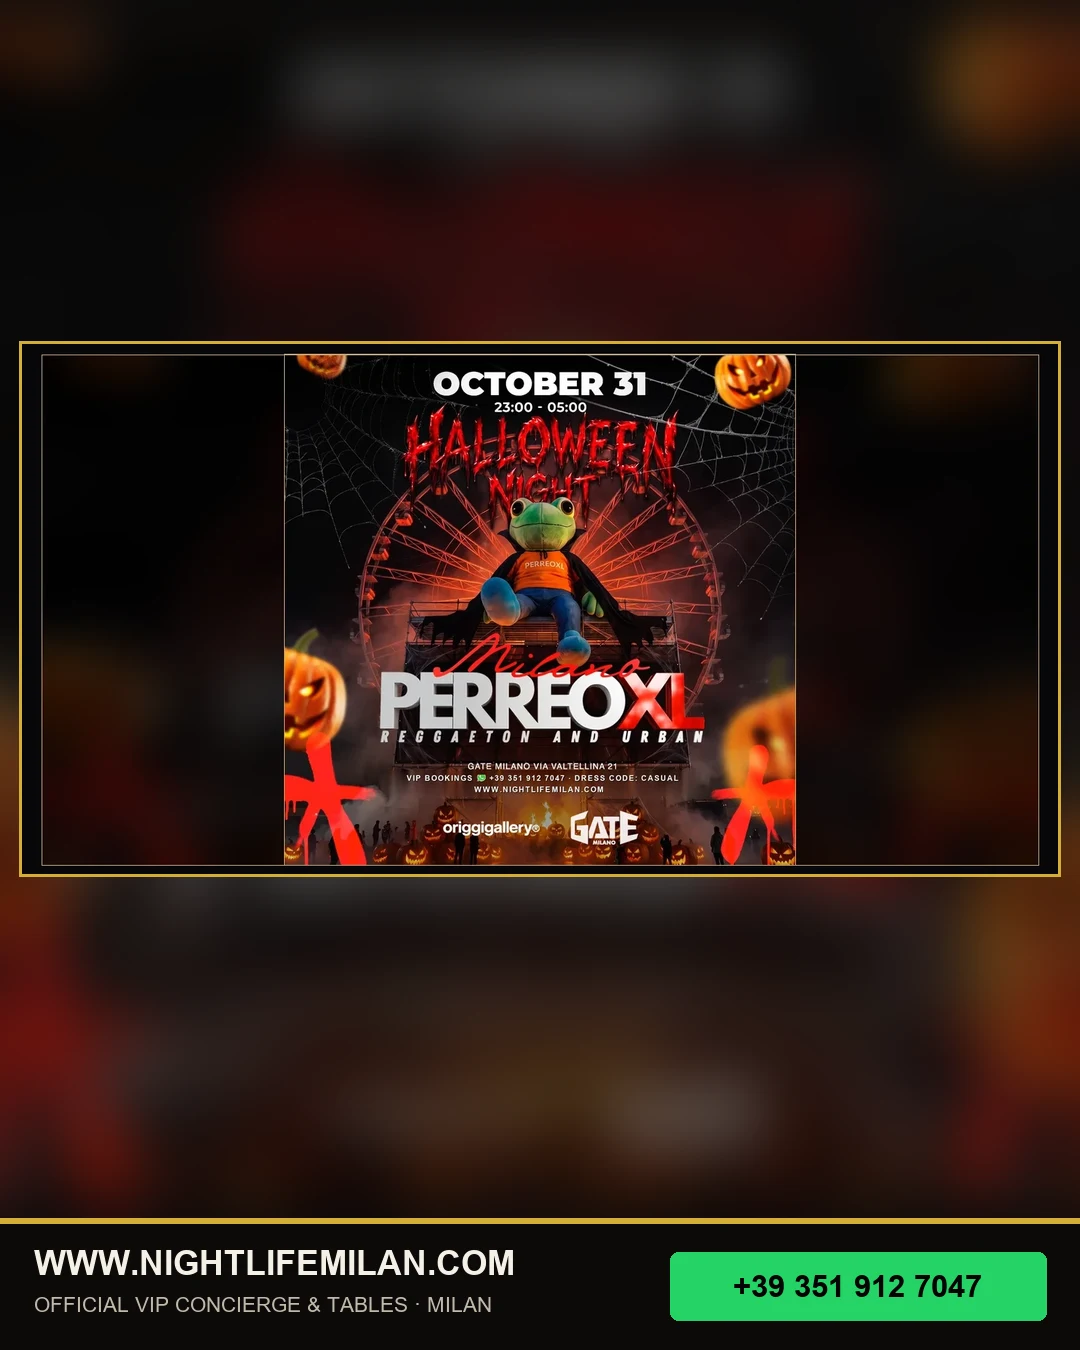 OCTOBER 31
23:00 - 05:00
HALLOWEEN
NIGHT
PERREOXL
Milano
PERREOXL
REGGAETON AND URBAN
GATE MILANO VIA VALTELLINA 21
VIP BOOKINGS +39 351 912 7047 · DRESS CODE: CASUAL
WWW.NIGHTLIFEMILAN.COM
origgigallery®
GATE
MILANO
WWW.NIGHTLIFEMILAN.COM
OFFICIAL VIP CONCIERGE & TABLES · MILAN
+39 351 912 7047